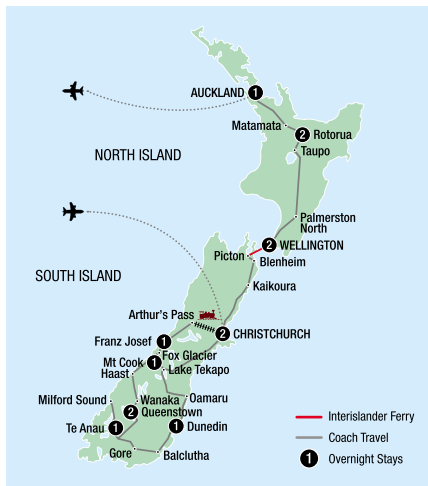 AUCKLAND 1
Matamata
2 Rotorua
Taupo
NORTH ISLAND
Palmerston
North
2 WELLINGTON
Picton
Blenheim
SOUTH ISLAND
Kaikoura
Arthur's Pass
2 CHRISTCHURCH
Franz Josef 1
Fox Glacier
Mt Cook 1
Lake Tekapo
Haast
Milford Sound
Wanaka
Oamaru
2 Queenstown
Te Anau 1
1 Dunedin
Gore
Balclutha
Interislander Ferry
Coach Travel
1 Overnight Stays